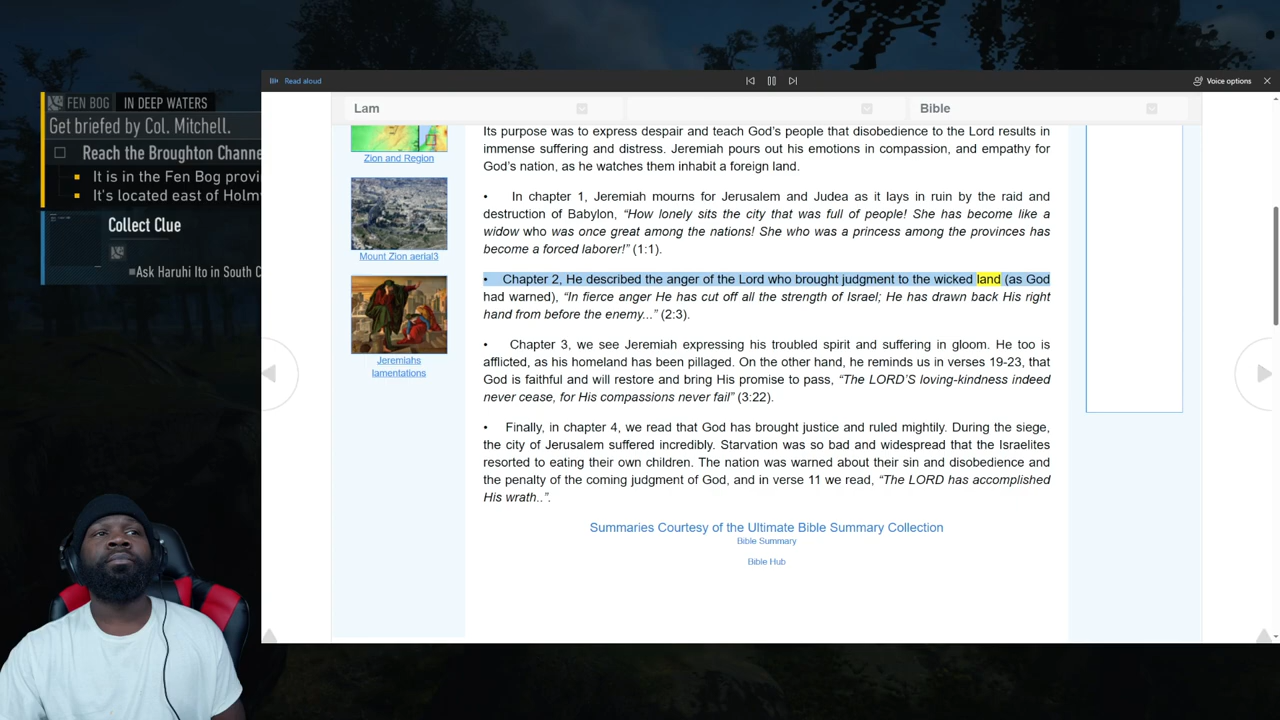 FEN BOG IN DEEP WATERS
Get briefed by Col. Mitchell.
Reach the Broughton Channe
It is in the Fen Bog provi
It's located east of Holm
Collect Clue
Ask Haruhi Ito in South C
Read aloud
Voice options
Lam
Bible
Zion and Region
Mount Zion aerial3
Jeremiahs
lamentations
Its purpose was to express despair and teach God's people that disobedience to the Lord results in
immense suffering and distress. Jeremiah pours out his emotions in compassion, and empathy for
God's nation, as he watches them inhabit a foreign land.
• In chapter 1, Jeremiah mourns for Jerusalem and Judea as it lays in ruin by the raid and
destruction of Babylon, “How lonely sits the city that was full of people! She has become like a
widow who was once great among the nations! She who was a princess among the provinces has
become a forced laborer!” (1:1).
• Chapter 2, He described the anger of the Lord who brought judgment to the wicked land (as God
had warned), “In fierce anger He has cut off all the strength of Israel; He has drawn back His right
hand from before the enemy...” (2:3).
• Chapter 3, we see Jeremiah expressing his troubled spirit and suffering in gloom. He too is
afflicted, as his homeland has been pillaged. On the other hand, he reminds us in verses 19-23, that
God is faithful and will restore and bring His promise to pass, “The LORD'S loving-kindness indeed
never cease, for His compassions never fail” (3:22).
• Finally, in chapter 4, we read that God has brought justice and ruled mightily. During the siege,
the city of Jerusalem suffered incredibly. Starvation was so bad and widespread that the Israelites
resorted to eating their own children. The nation was warned about their sin and disobedience and
the penalty of the coming judgment of God, and in verse 11 we read, “The LORD has accomplished
His wrath..”.
Summaries Courtesy of the Ultimate Bible Summary Collection
Bible Summary
Bible Hub